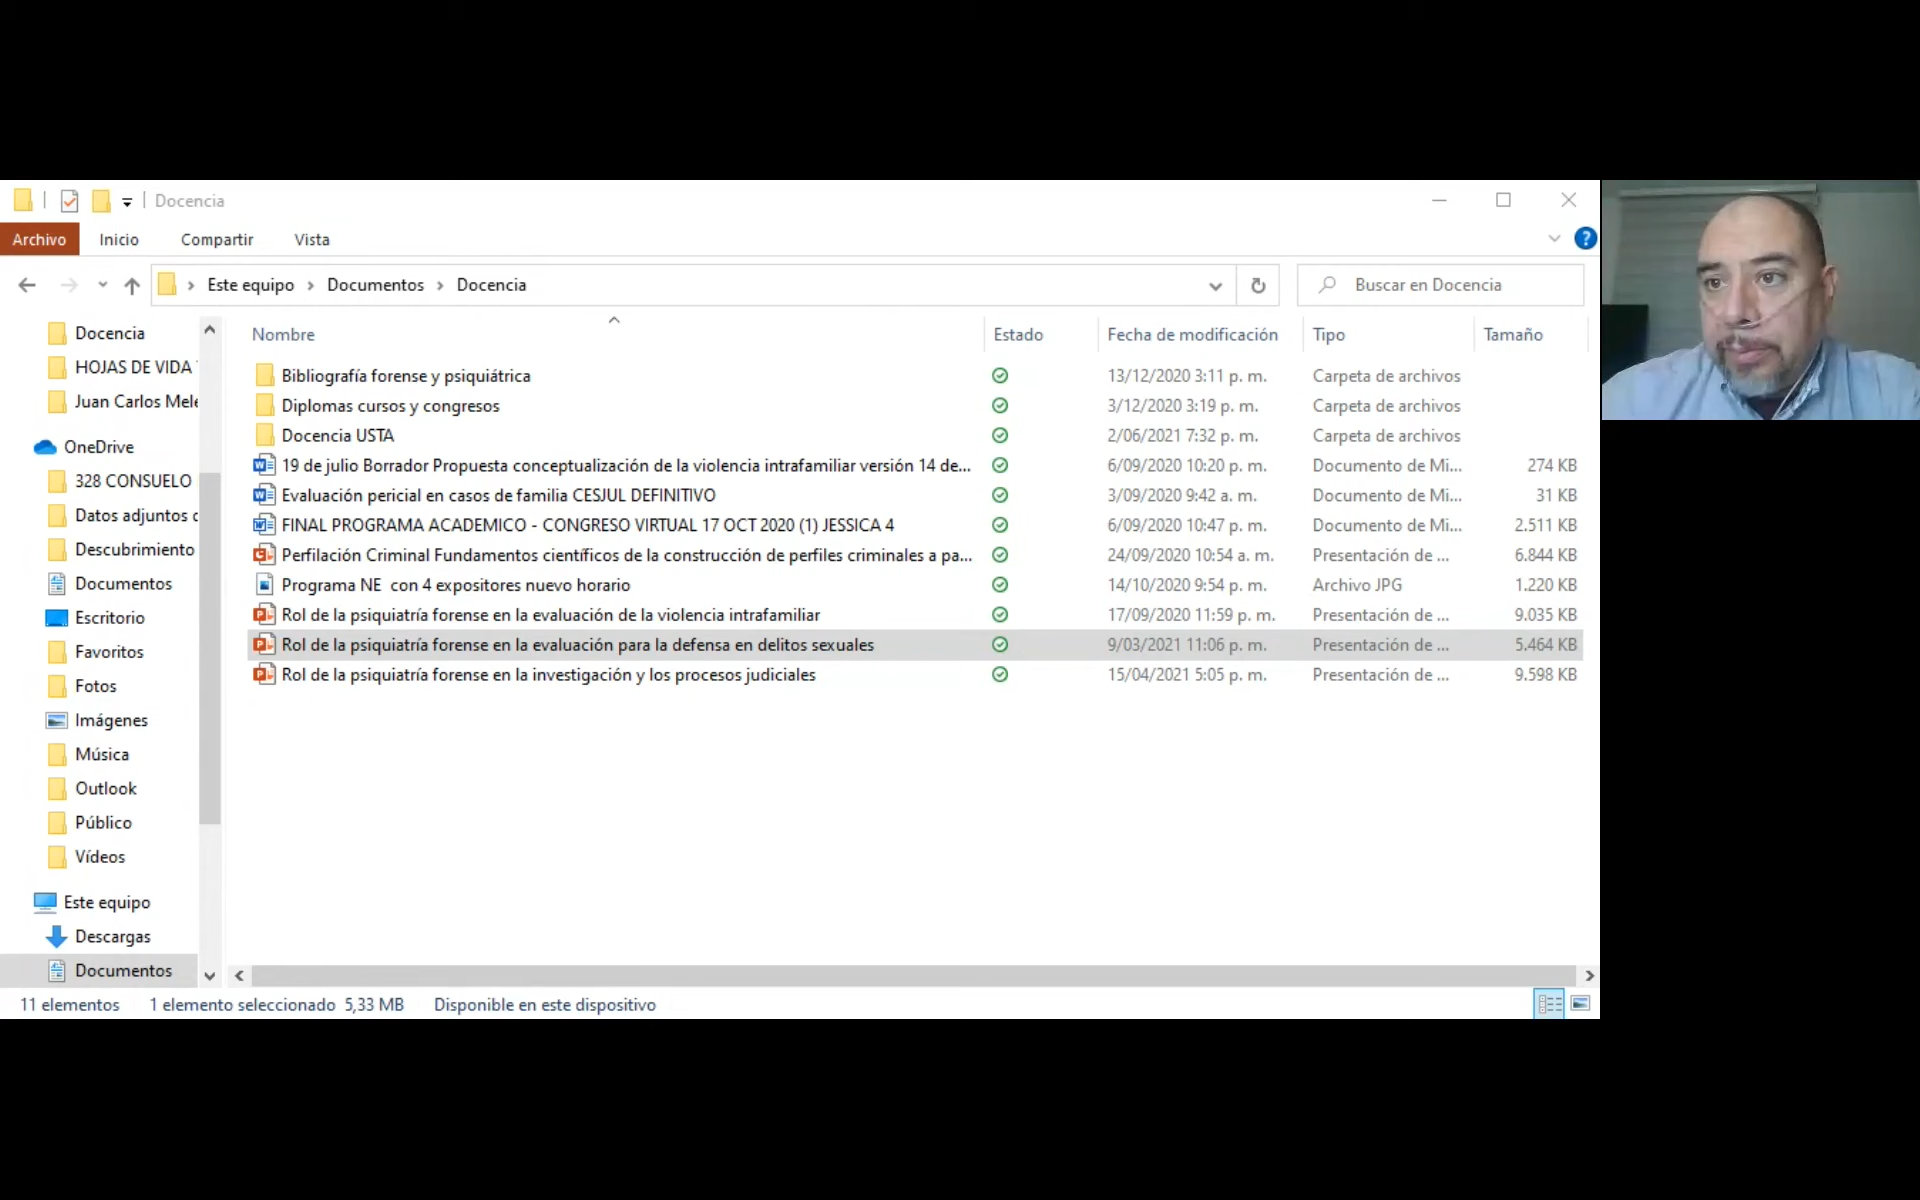 Docencia
Archivo Inicio Compartir Vista
Este equipo Documentos Docencia Buscar en Docencia
Docencia
HOJAS DE VIDA
Juan Carlos Mele
OneDrive
328 CONSUELO
Datos adjuntos
Descubrimiento
Documentos
Escritorio
Favoritos
Fotos
Imágenes
Música
Outlook
Público
Vídeos
Este equipo
Descargas
Documentos
Nombre Estado Fecha de modificación Tipo Tamaño
Bibliografía forense y psiquiátrica 13/12/2020 3:11 p. m. Carpeta de archivos
Diplomas cursos y congresos 3/12/2020 3:19 p. m. Carpeta de archivos
Docencia USTA 2/06/2021 7:32 p. m. Carpeta de archivos
19 de julio Borrador Propuesta conceptualización de la violencia intrafamiliar versión 14 de... 6/09/2020 10:20 p. m. Documento de Mi... 274 KB
Evaluación pericial en casos de familia CESJUL DEFINITIVO 3/09/2020 9:42 a. m. Documento de Mi... 31 KB
FINAL PROGRAMA ACADEMICO - CONGRESO VIRTUAL 17 OCT 2020 (1) JESSICA 4 6/09/2020 10:47 p. m. Documento de Mi... 2.511 KB
Perfilación Criminal Fundamentos científicos de la construcción de perfiles criminales a pa... 24/09/2020 10:54 a. m. Presentación de ... 6.844 KB
Programa NE con 4 expositores nuevo horario 14/10/2020 9:54 p. m. Archivo JPG 1.220 KB
Rol de la psiquiatría forense en la evaluación de la violencia intrafamiliar 17/09/2020 11:59 p. m. Presentación de ... 9.035 KB
Rol de la psiquiatría forense en la evaluación para la defensa en delitos sexuales 9/03/2021 11:06 p. m. Presentación de ... 5.464 KB
Rol de la psiquiatría forense en la investigación y los procesos judiciales 15/04/2021 5:05 p. m. Presentación de ... 9.598 KB
11 elementos 1 elemento seleccionado 5,33 MB Disponible en este dispositivo